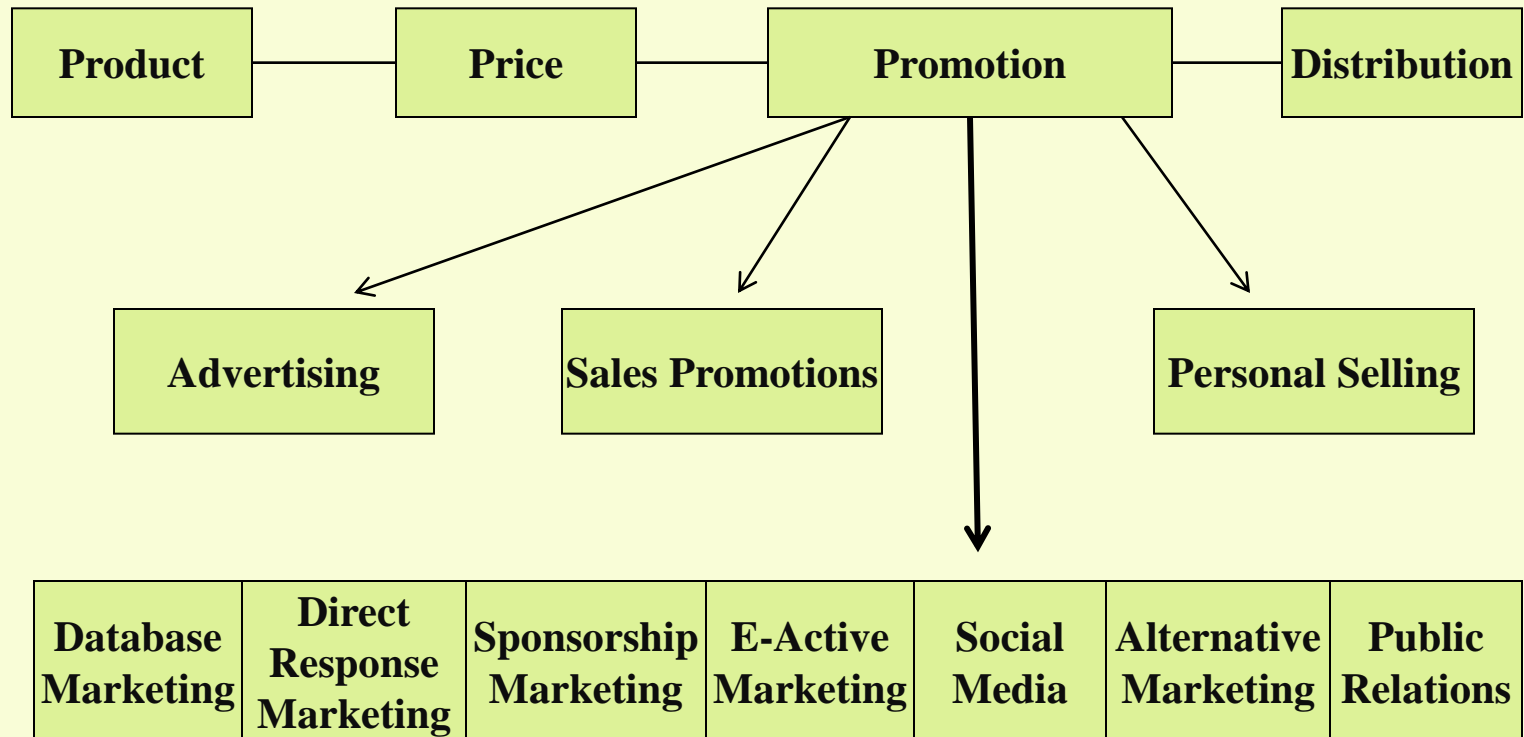 Product
Price
Promotion
Distribution
Advertising
Sales Promotions
Personal Selling
Database
Marketing
Direct
Response
Marketing
Sponsorship
Marketing
E-Active
Marketing
Social
Media
Alternative
Marketing
Public
Relations